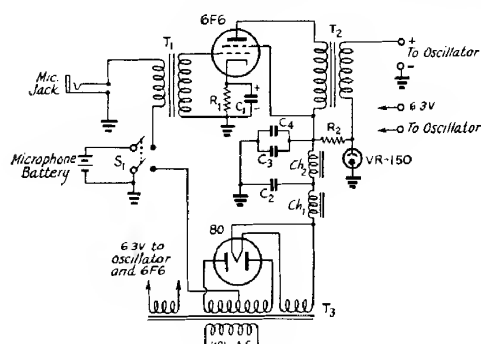 6F6
T1
T2
+
To Oscillator
-
Mic.
Jack
R1
C1
+
-
6 3V
To Oscillator
C4
C3
R2
Ch2
VR-150
Microphone
Battery
S1
C2
Ch1
80
6 3V to
Oscillator
and 6F6
T3